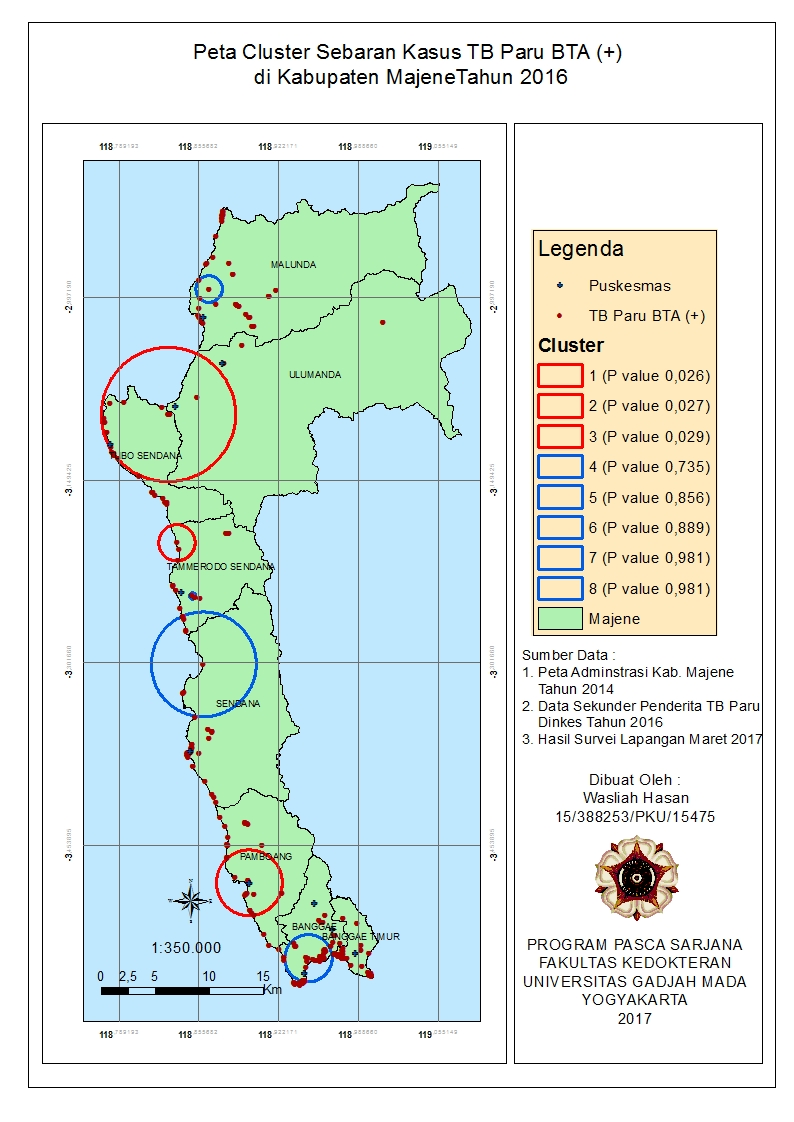 Peta Cluster Sebaran Kasus TB Paru BTA (+)
di Kabupaten MajeneTahun 2016
MALUNDA
ULUMANDA
BO SENDANA
TAMMERODO SENDANA
SENDANA
PAMBOANG
BANGGAE
BANGGAE TIMUR
1:350.000
0 2,5 5 10 15
Km
Legenda
Puskesmas
TB Paru BTA (+)
Cluster
1 (P value 0,026)
2 (P value 0,027)
3 (P value 0,029)
4 (P value 0,735)
5 (P value 0,856)
6 (P value 0,889)
7 (P value 0,981)
8 (P value 0,981)
Majene
Sumber Data :
1. Peta Adminstrasi Kab. Majene
Tahun 2014
2. Data Sekunder Penderita TB Paru
Dinkes Tahun 2016
3. Hasil Survei Lapangan Maret 2017
Dibuat Oleh :
Wasliah Hasan
15/388253/PKU/15475
PROGRAM PASCA SARJANA
FAKULTAS KEDOKTERAN
UNIVERSITAS GADJAH MADA
YOGYAKARTA
2017